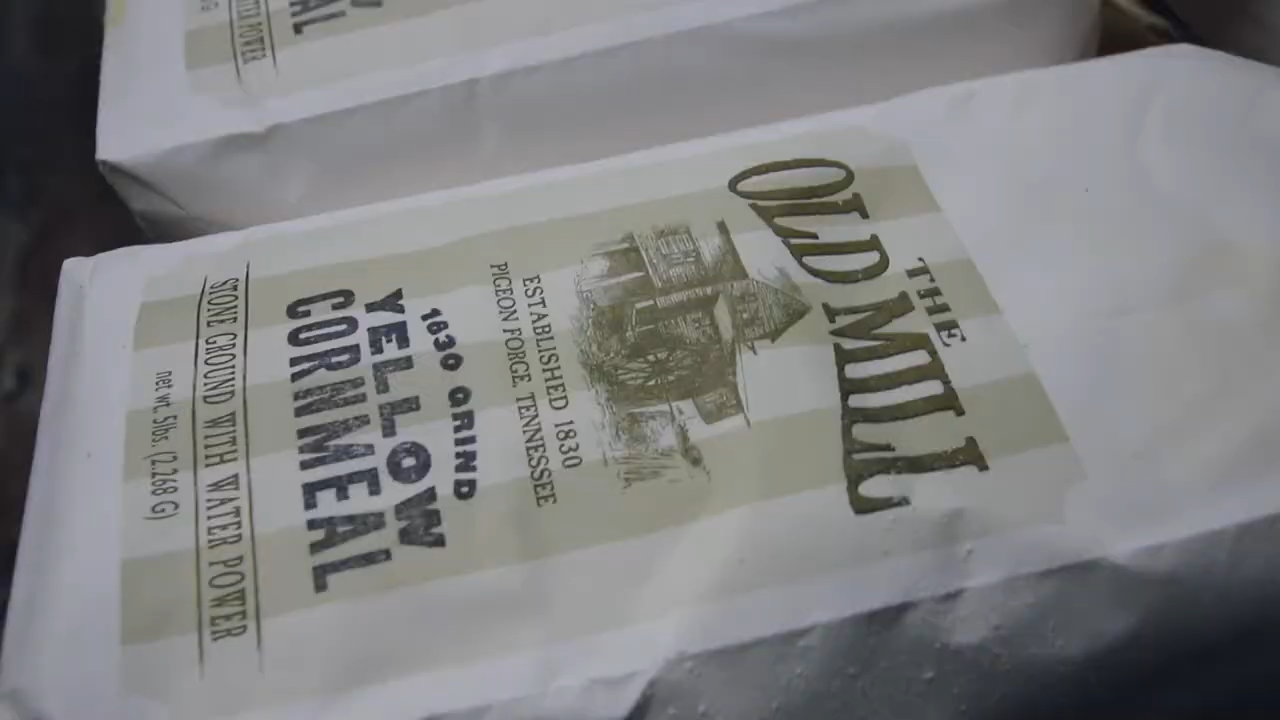 THE
OLD MILL
ESTABLISHED 1830
PIGEON FORGE, TENNESSEE
1830 GRIND
YELLOW
CORNMEAL
STONE GROUND WITH WATER POWER
net wt. 5lbs. (2.268 G)
POWER